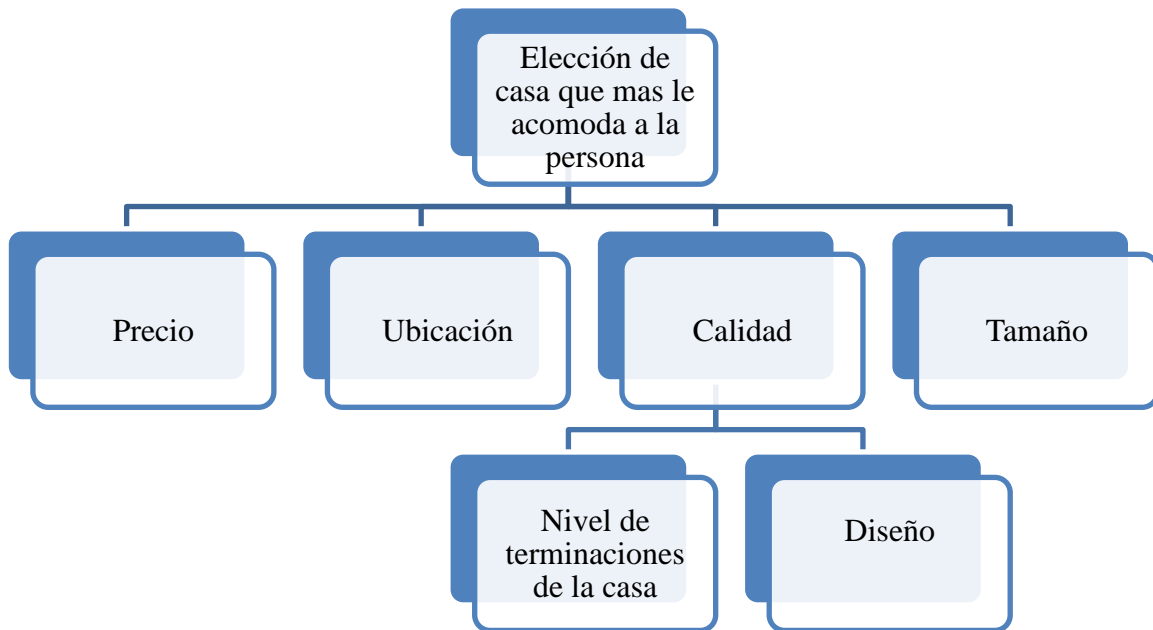 Elección de
casa que mas le
acomoda a la
persona
Precio
Ubicación
Calidad
Tamaño
Nivel de
terminaciones
de la casa
Diseño